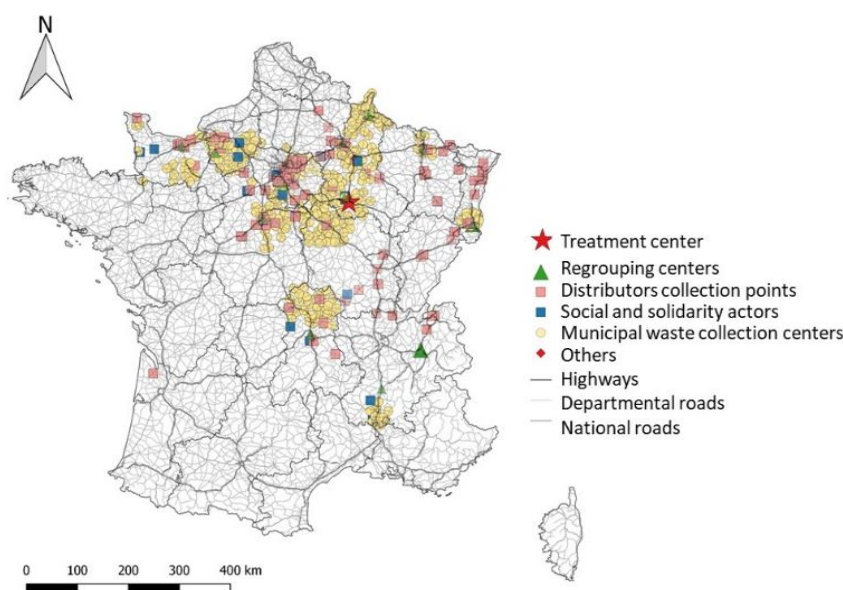 N
Treatment center
Regrouping centers
Distributors collection points
Social and solidarity actors
Municipal waste collection centers
Others
Highways
Departmental roads
National roads
0 100 200 300 400 km